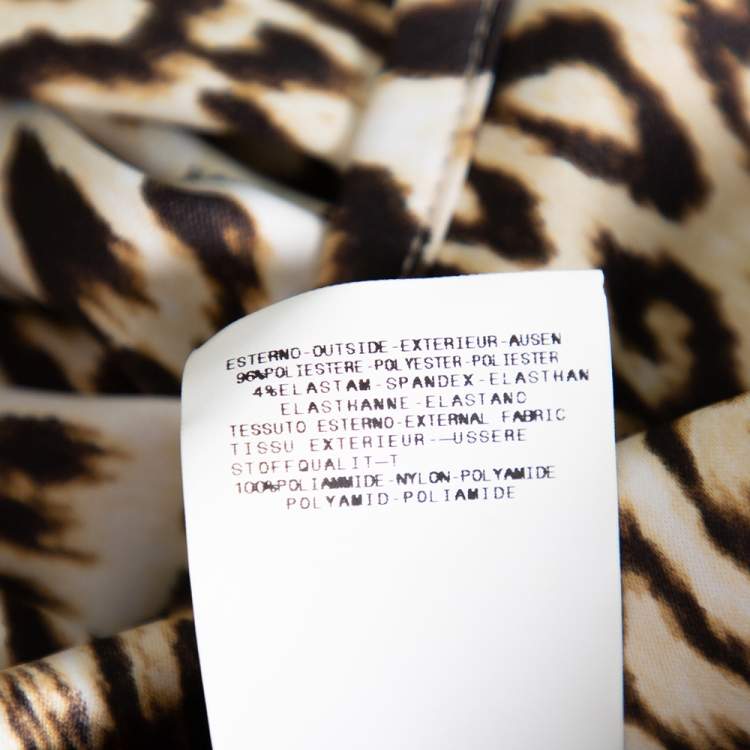 ESTERNO-OUTSIDE-EXTERIEUR-AUSEN
96%POLIESTERE-POLYESTER-POLIESTER
4%ELASTAM-SPANDEX-ELASTHAN
ELASTHANNE-ELASTANO
TESSUTO ESTERNO-EXTERNAL FABRIC
TISSU EXTERIEUR-—USSERE
STOFFQUALIT—T
100%POLIAMMIDE-NYLON-POLYAMIDE
POLYAMID-POLIAMIDE